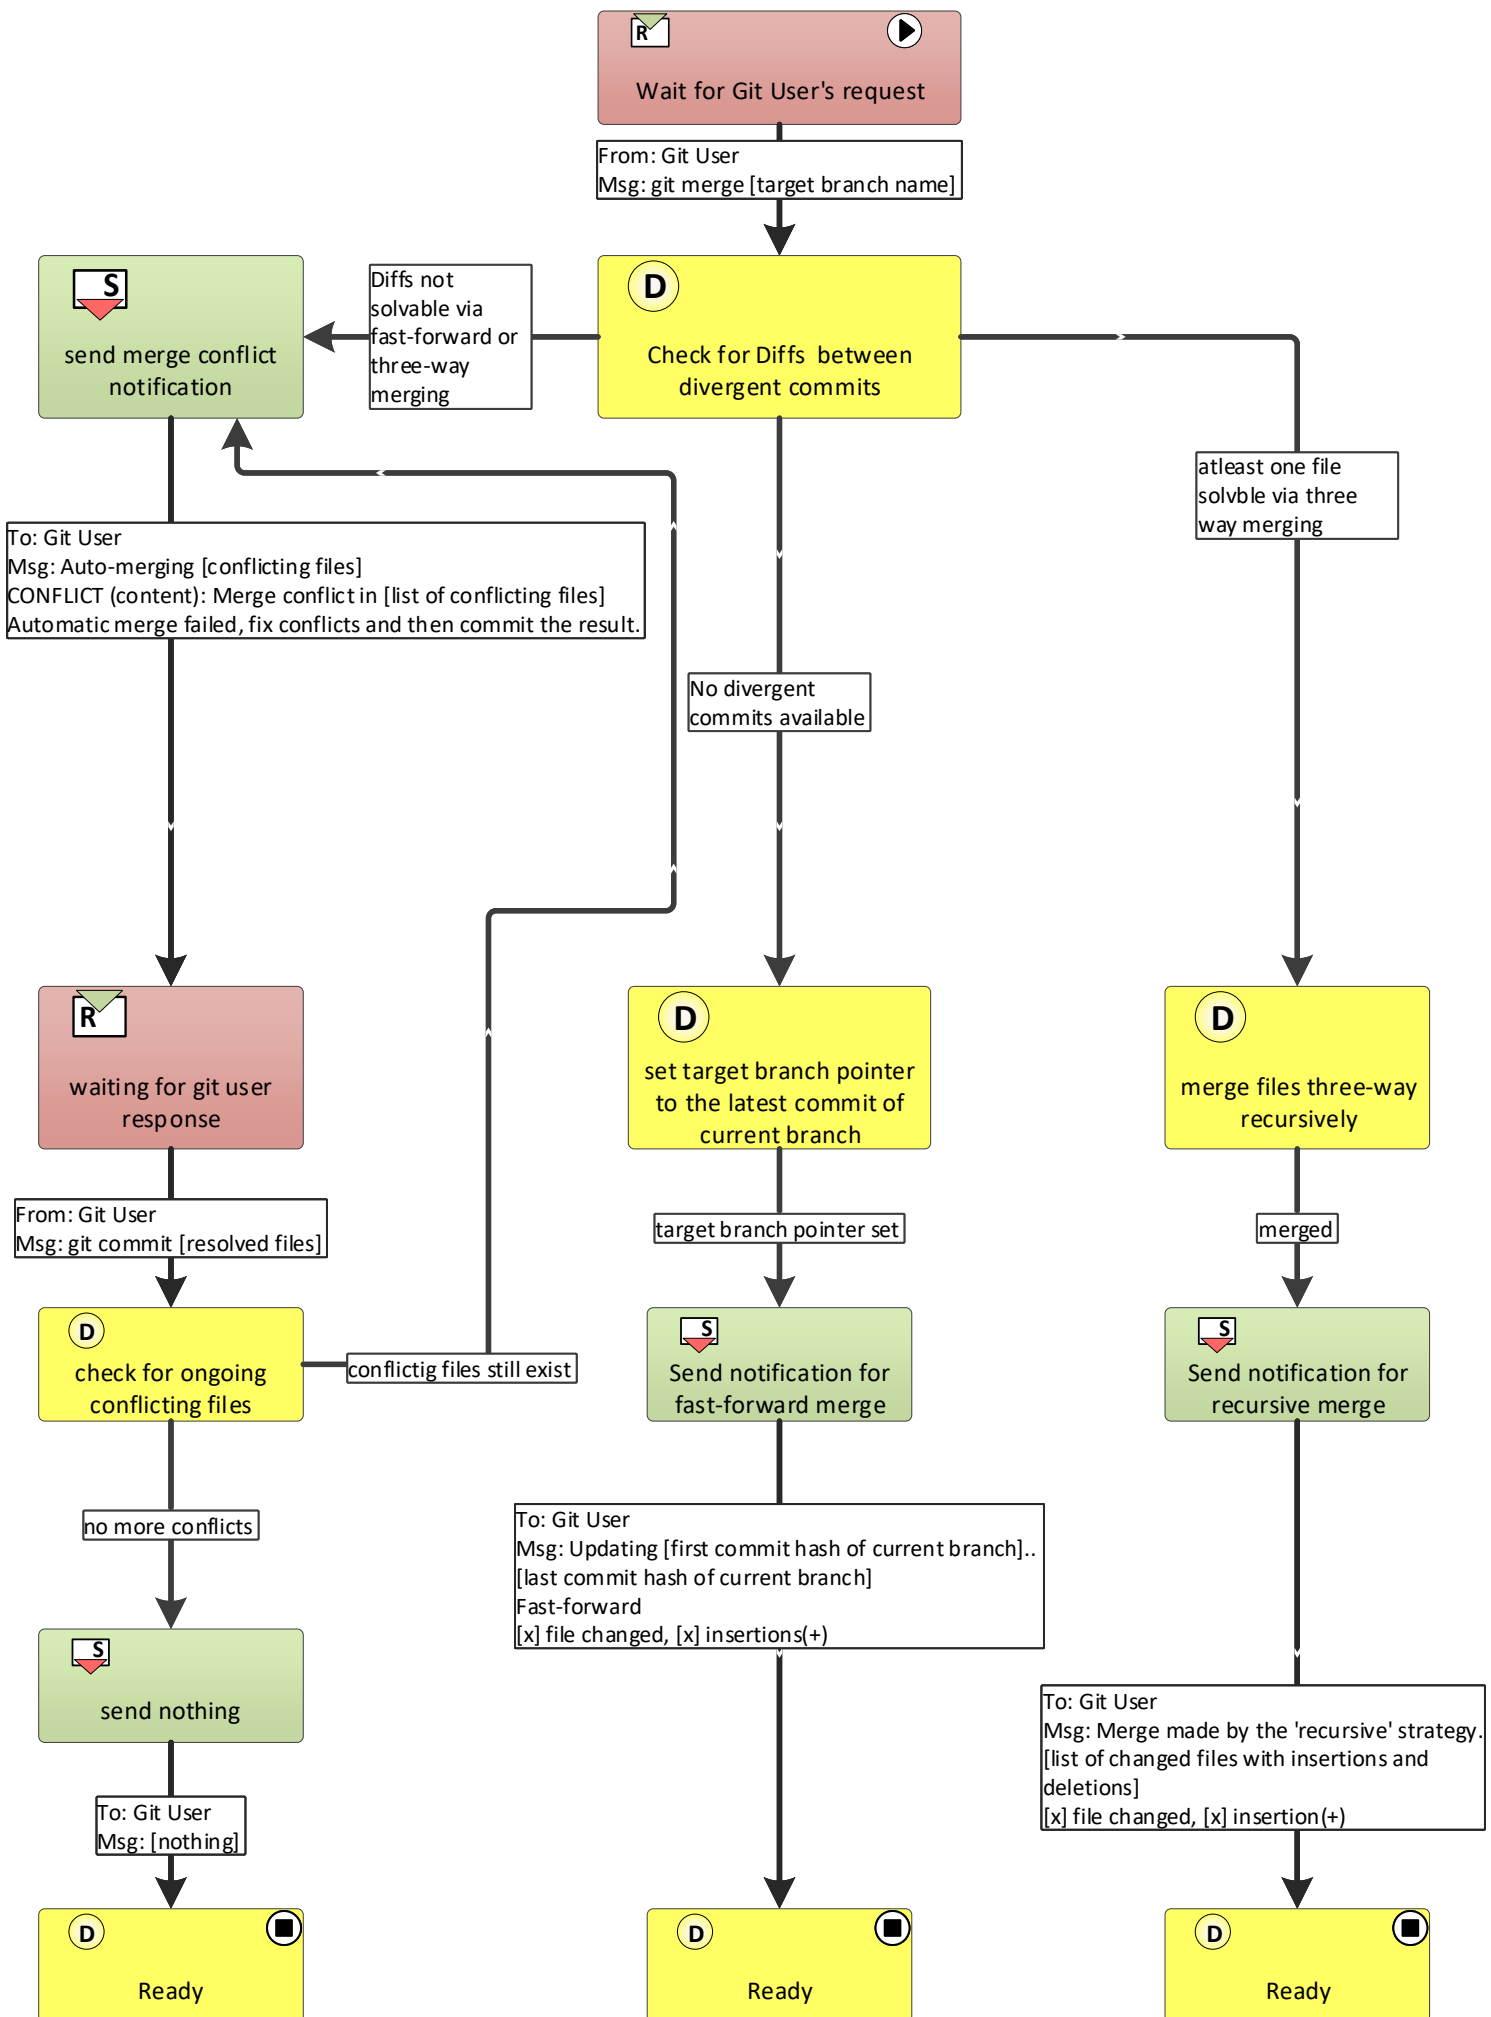 R
Wait for Git User's request
From: Git User
Msg: git merge [target branch name]
S
send merge conflict
notification
Diffs not
solvable via
fast-forward or
three-way
merging
D
Check for Diffs between
divergent commits
atleast one file
solvble via three
way merging
To: Git User
Msg: Auto-merging [conflicting files]
CONFLICT (content): Merge conflict in [list of conflicting files]
Automatic merge failed, fix conflicts and then commit the result.
No divergent
commits available
R
waiting for git user
response
D
set target branch pointer
to the latest commit of
current branch
D
merge files three-way
recursively
From: Git User
Msg: git commit [resolved files]
target branch pointer set
merged
D
check for ongoing
conflicting files
conflictig files still exist
S
Send notification for
fast-forward merge
S
Send notification for
recursive merge
no more conflicts
To: Git User
Msg: Updating [first commit hash of current branch]..
[last commit hash of current branch]
Fast-forward
[x] file changed, [x] insertions(+)
S
send nothing
To: Git User
Msg: Merge made by the 'recursive' strategy.
[list of changed files with insertions and
deletions]
[x] file changed, [x] insertion(+)
To: Git User
Msg: [nothing]
D
Ready
D
Ready
D
Ready